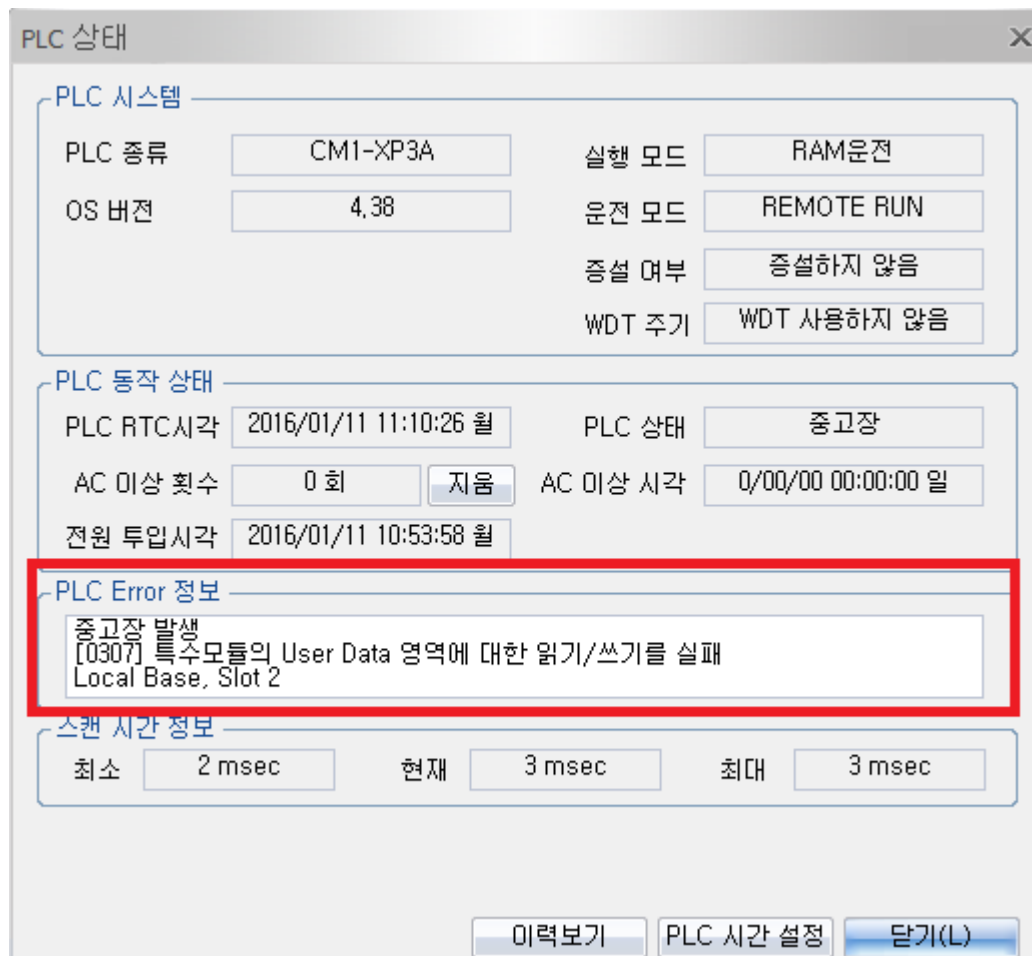 PLC 상태
PLC 시스템
PLC 종류 CM1-XP3A 실행 모드 RAM운전
OS 버전 4.38 운전 모드 REMOTE RUN
증설 여부 증설하지 않음
WDT 주기 WDT 사용하지 않음
PLC 동작 상태
PLC RTC시각 2016/01/11 11:10:26 월 PLC 상태 중고장
AC 이상 횟수 0 회 지움 AC 이상 시각 0/00/00 00:00:00 일
전원 투입시각 2016/01/11 10:53:58 월
PLC Error 정보
중고장 발생
[0307] 특수모듈의 User Data 영역에 대한 읽기/쓰기를 실패
Local Base, Slot 2
스캔 시간 정보
최소 2 msec 현재 3 msec 최대 3 msec
이력보기 PLC 시간 설정 닫기(L)